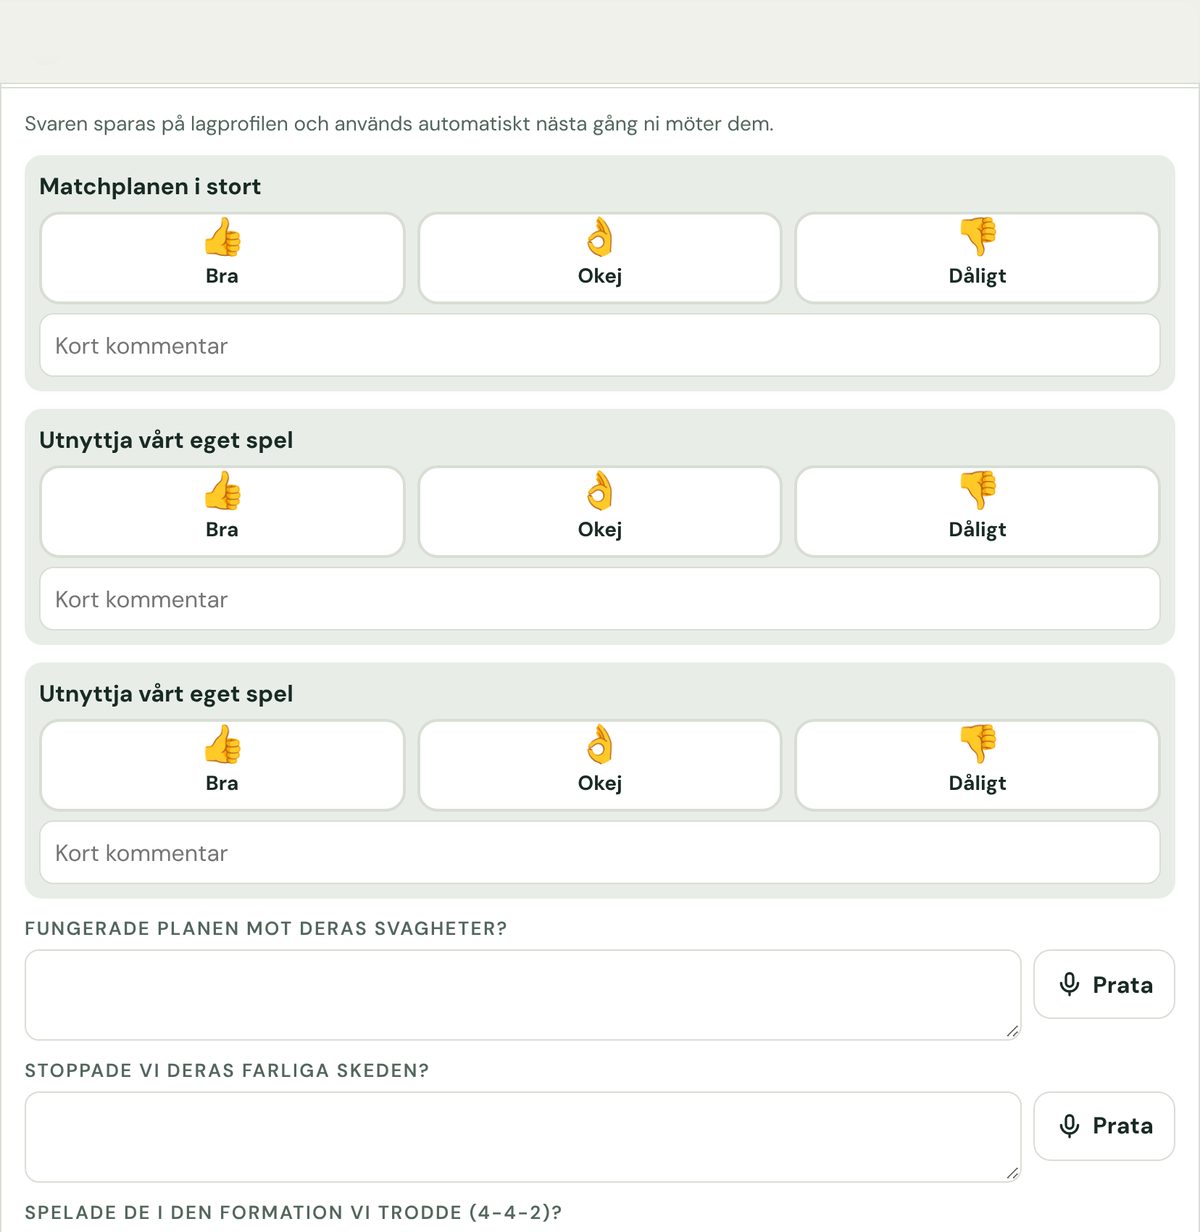 Svaren sparas på lagprofilen och används automatiskt nästa gång ni möter dem.
Matchplanen i stort
Bra
Okej
Dåligt
Kort kommentar
Utnyttja vårt eget spel
Bra
Okej
Dåligt
Kort kommentar
Utnyttja vårt eget spel
Bra
Okej
Dåligt
Kort kommentar
FUNGERADE PLANEN MOT DERAS SVAGHETER?
Prata
STOPPADE VI DERAS FARLIGA SKEDEN?
Prata
SPELADE DE I DEN FORMATION VI TRODDE (4-4-2)?